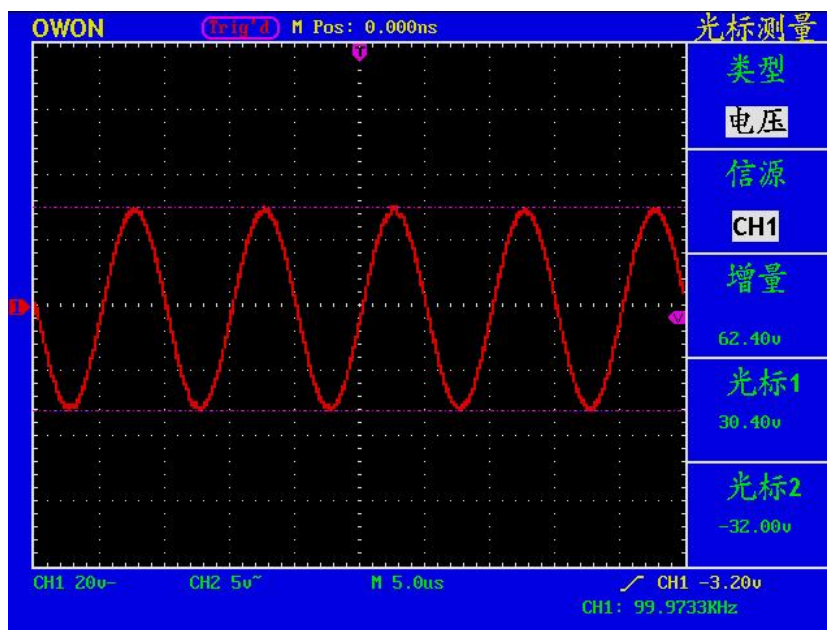 OWON Trig'd M Pos: 0.000ns
光标测量
类型
电压
信源
CH1
增量
62.40v
光标1
30.40v
光标2
-32.00v
T
1
V
CH1 20v- CH2 5v~ M 5.0us CH1 -3.20v
CH1: 99.9733KHz